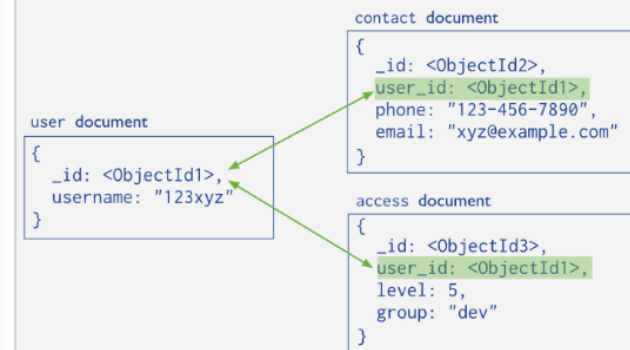 contact document
{
_id: <ObjectId2>,
user_id: <ObjectId1>,
phone: "123-456-7890",
email: "xyz@example.com"
}
user document
{
_id: <ObjectId1>,
username: "123xyz"
}
access document
{
_id: <ObjectId3>,
user_id: <ObjectId1>,
level: 5,
group: "dev"
}